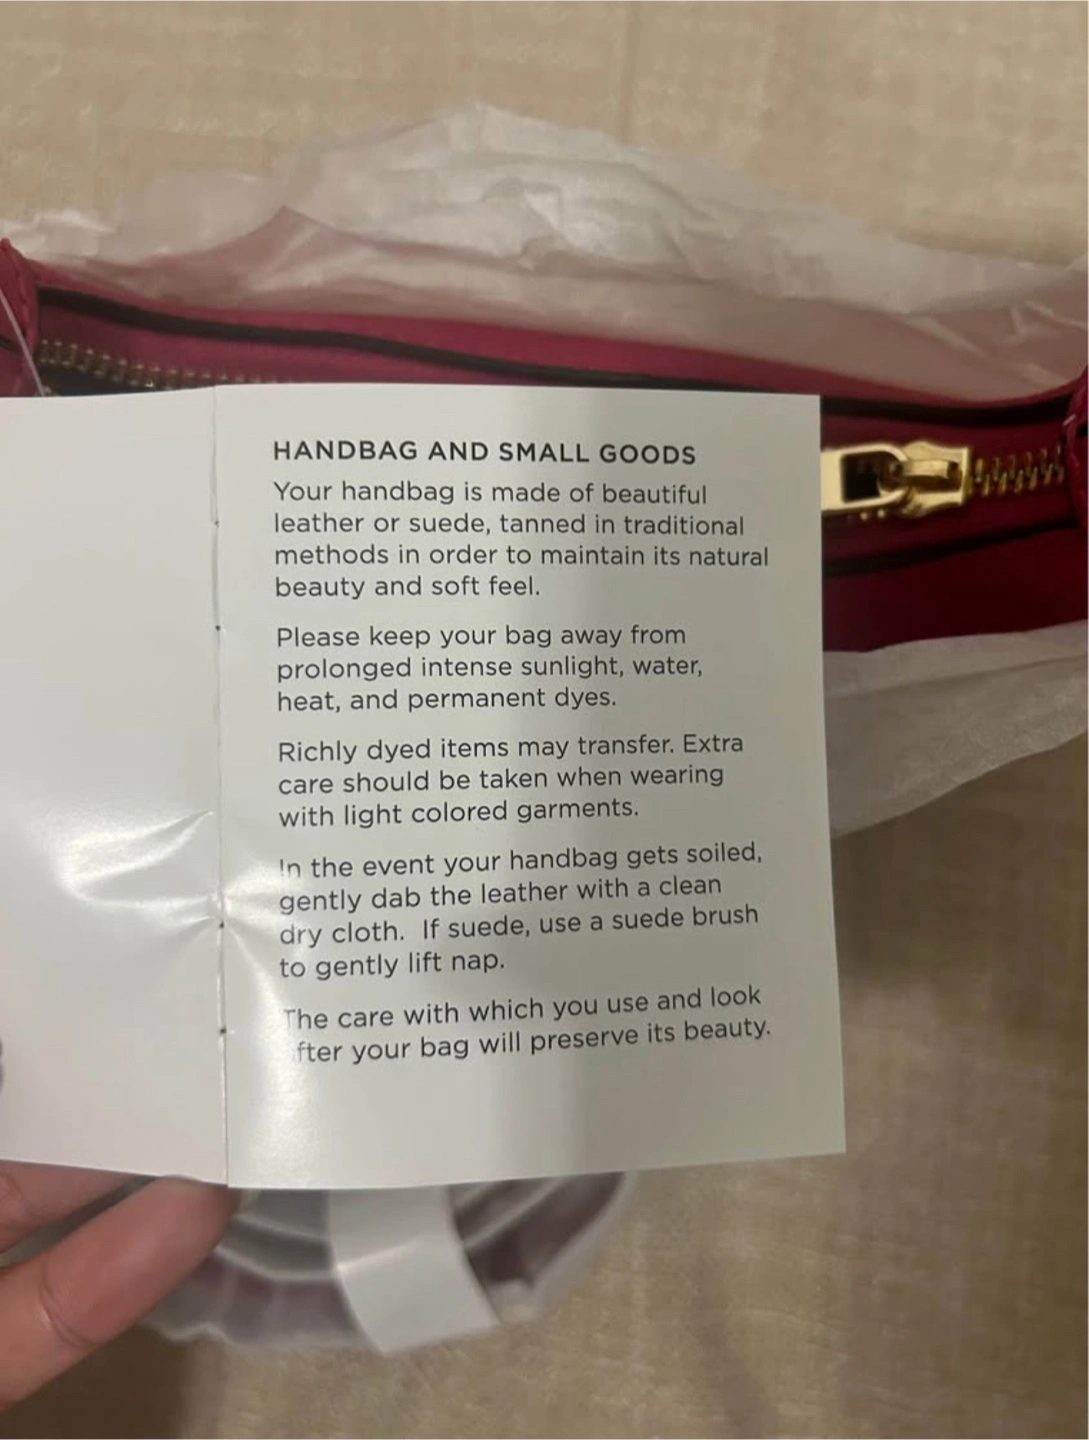 HANDBAG AND SMALL GOODS
Your handbag is made of beautiful
leather or suede, tanned in traditional
methods in order to maintain its natural
beauty and soft feel.
Please keep your bag away from
prolonged intense sunlight, water,
heat, and permanent dyes.
Richly dyed items may transfer. Extra
care should be taken when wearing
with light colored garments.
In the event your handbag gets soiled,
gently dab the leather with a clean
dry cloth. If suede, use a suede brush
to gently lift nap.
The care with which you use and look
fter your bag will preserve its beauty.